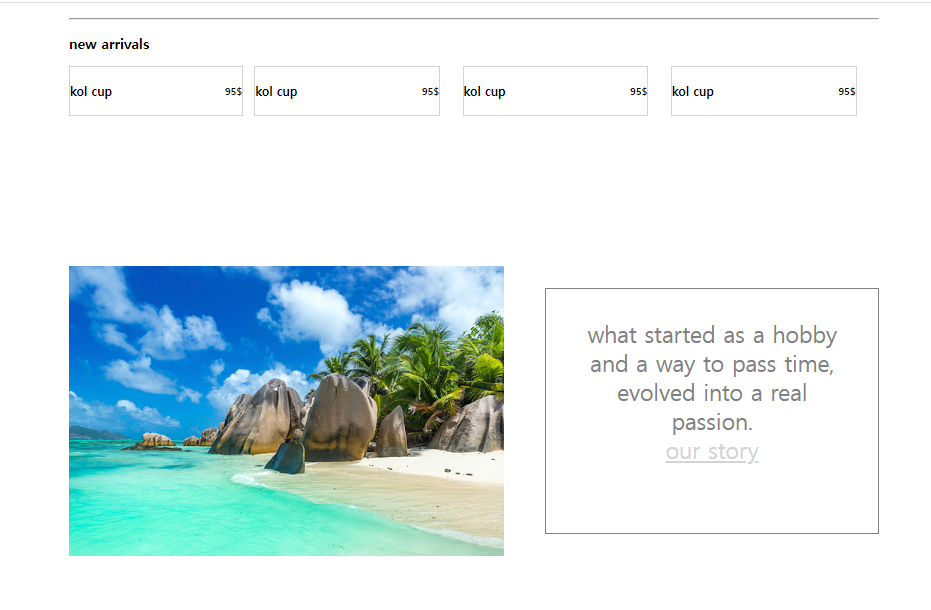 new arrivals
kol cup 95$ kol cup 95$ kol cup 95$ kol cup 95$
what started as a hobby
and a way to pass time,
evolved into a real
passion.
our story